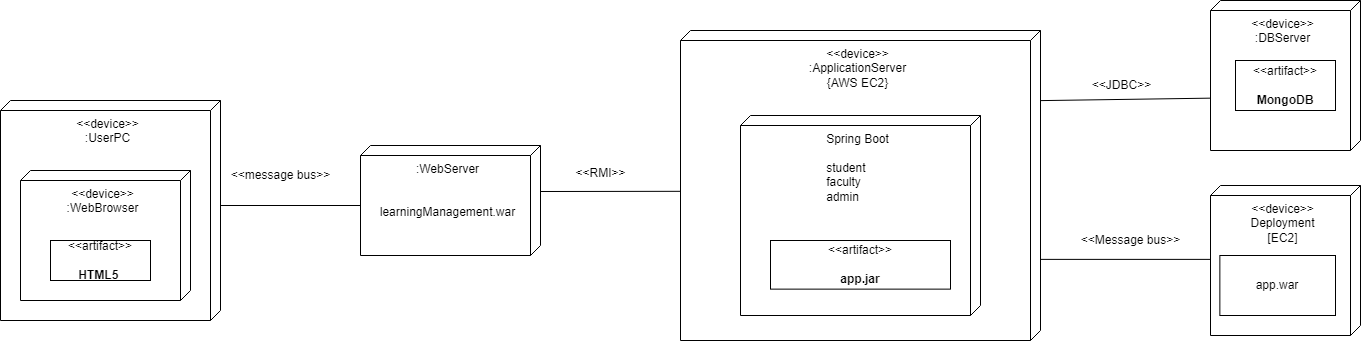 <<device>>
:UserPC
<<device>>
:WebBrowser
<<artifact>>
HTML5
<<message bus>>
:WebServer
learningManagement.war
<<RMI>>
<<device>>
:ApplicationServer
{AWS EC2}
Spring Boot
student
faculty
admin
<<artifact>>
app.jar
<<JDBC>>
<<device>>
:DBServer
<<artifact>>
MongoDB
<<Message bus>>
<<device>>
Deployment
[EC2]
app.war